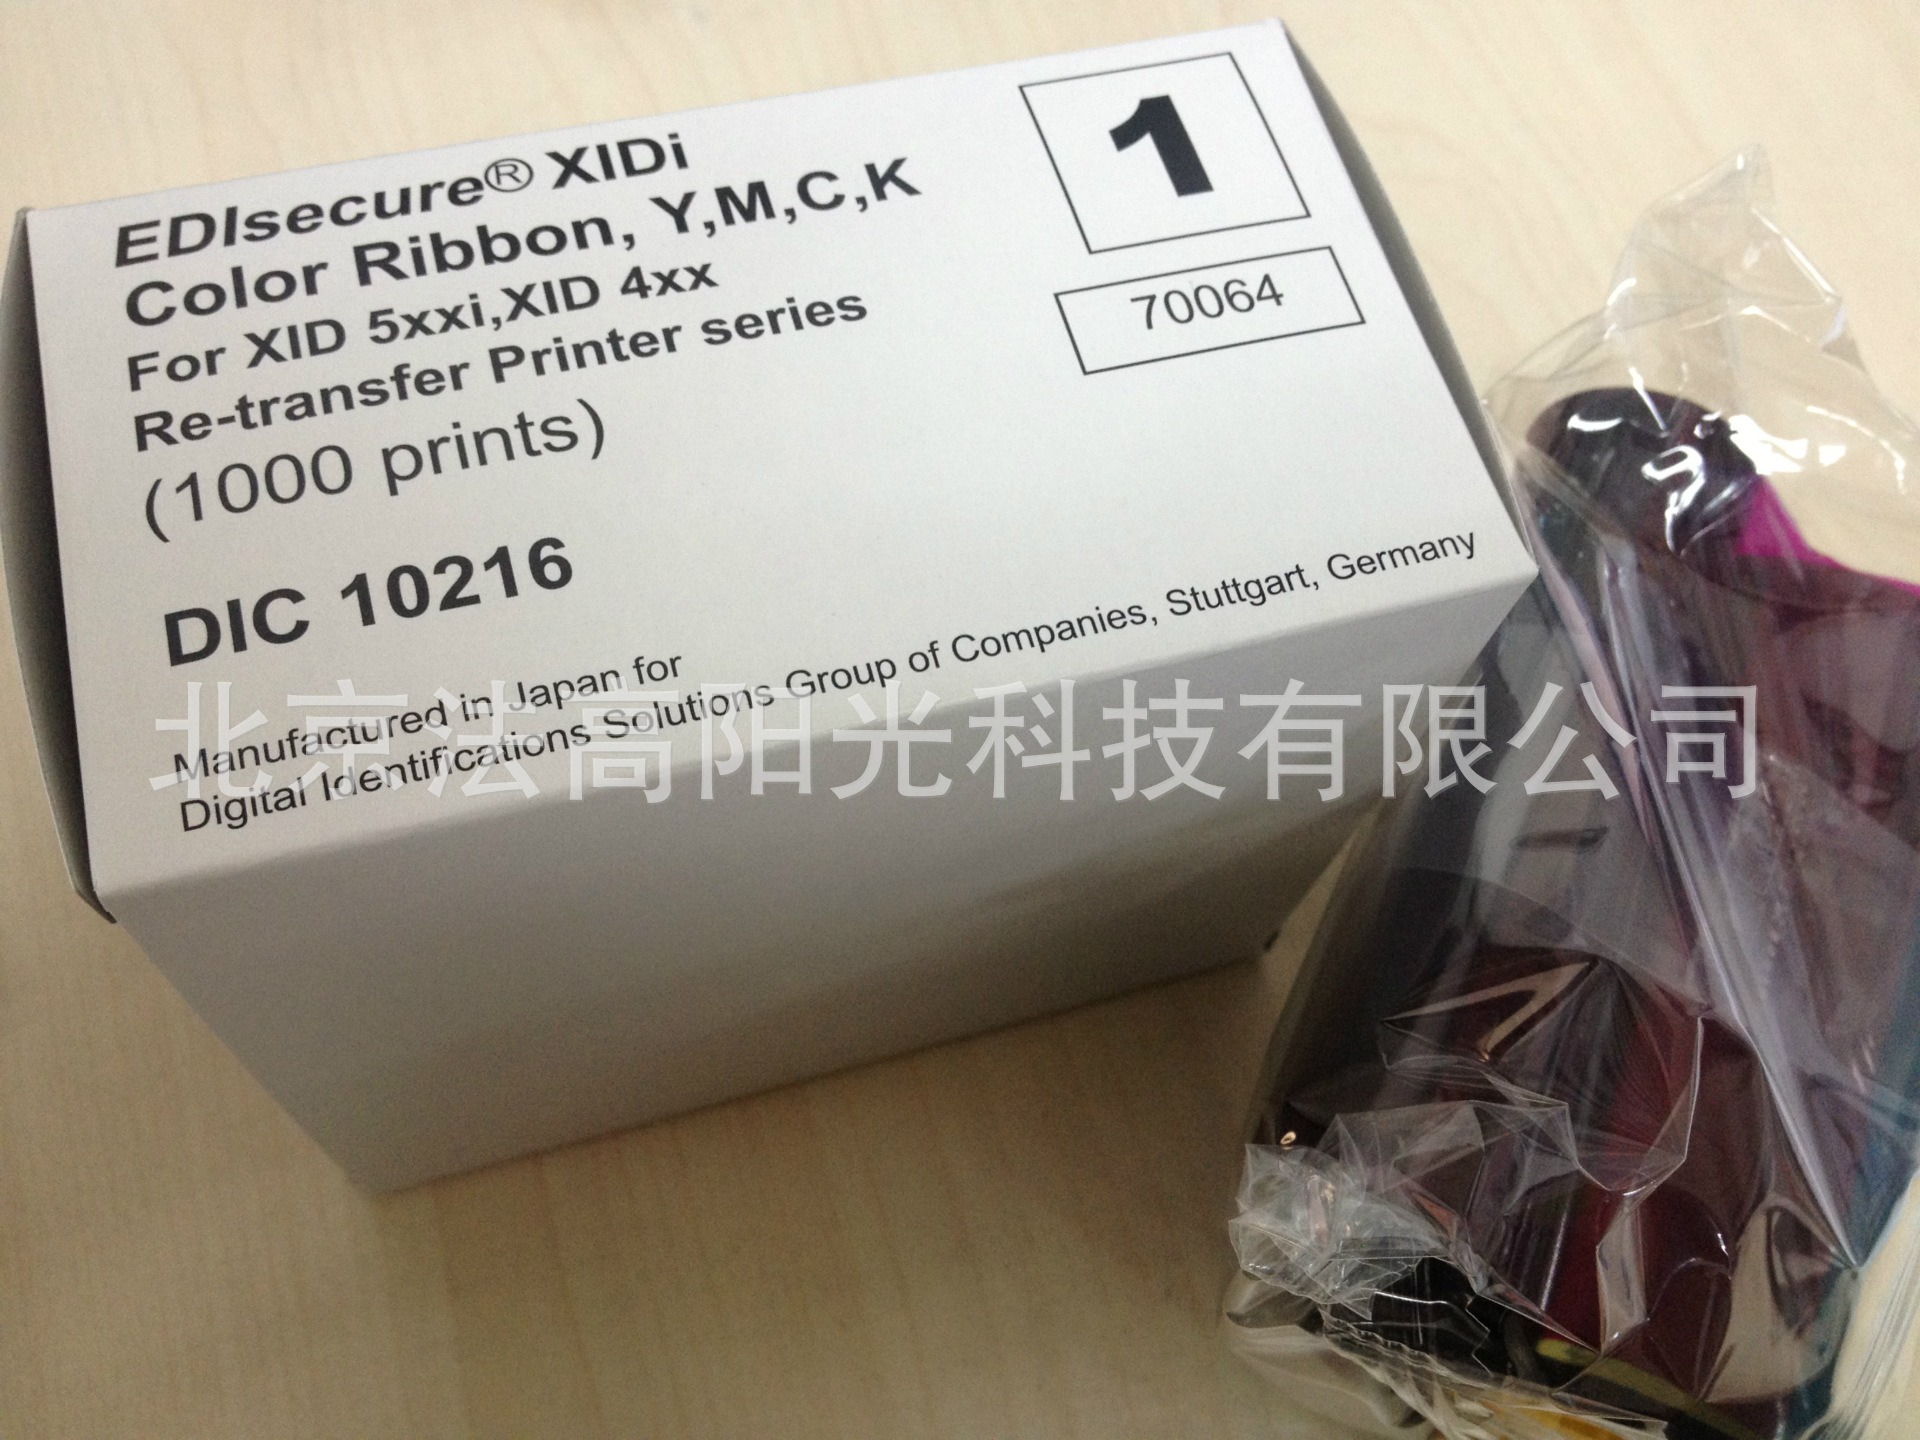 EDIsecure® XIDi
Color Ribbon, Y,M,C,K
For XID 5xxi,XID 4xx
Re-transfer Printer series
(1000 prints)
DIC 10216
Manufactured in Japan for
Digital Identifications Solutions Group of Companies, Stuttgart, Germany
1
70064
北京法高阳光科技有限公司